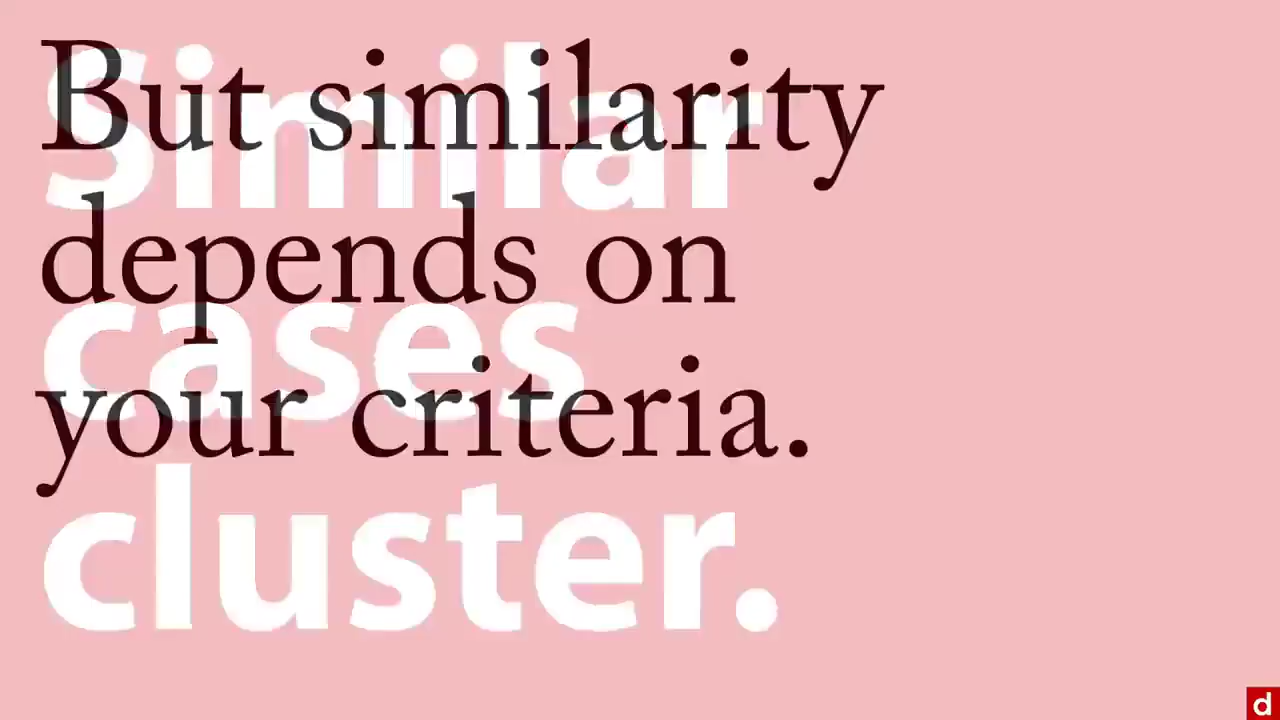 But similarity
depends on
your criteria.
Similar
cases
cluster.
d